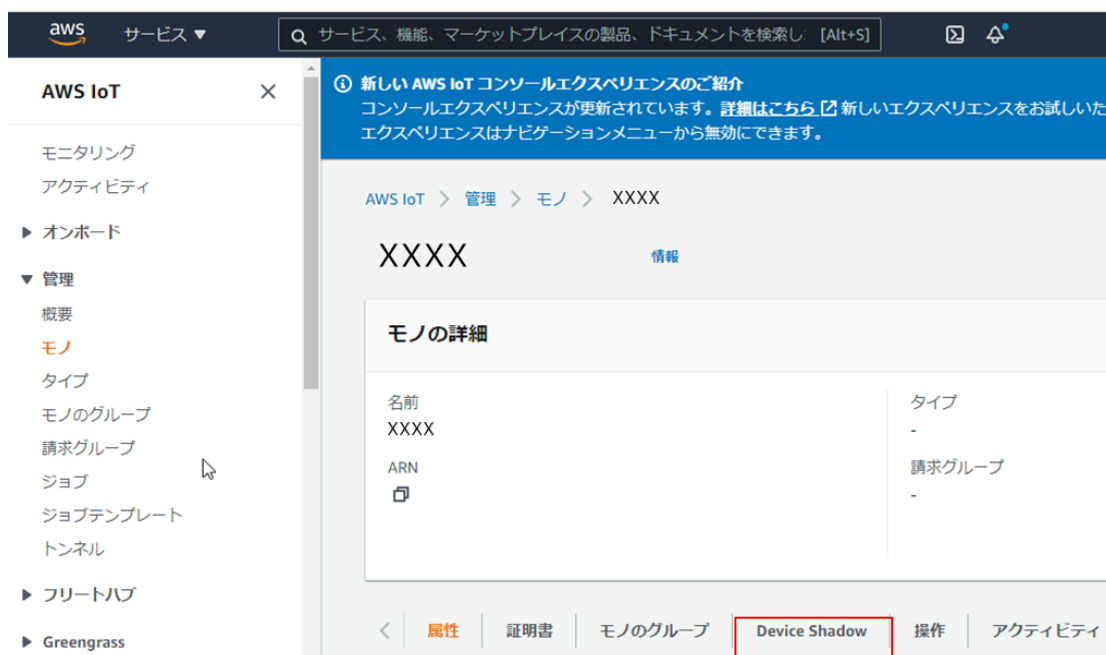 aws サービス ▼ サービス、機能、マーケットプレイスの製品、ドキュメントを検索し [Alt+S]
AWS IoT
モニタリング
アクティビティ
オンボード
管理
概要
モノ
タイプ
モノのグループ
請求グループ
ジョブ
ジョブテンプレート
トンネル
フリートハブ
Greengrass
新しい AWS IoT コンソールエクスペリエンスのご紹介
コンソールエクスペリエンスが更新されています。詳細はこちら 新しいエクスペリエンスをお試しいた
エクスペリエンスはナビゲーションメニューから無効にできます。
AWS IoT > 管理 > モノ > XXXX
XXXX 情報
モノの詳細
名前
XXXX
ARN
タイプ
-
請求グループ
-
属性 証明書 モノのグループ Device Shadow 操作 アクティビティ